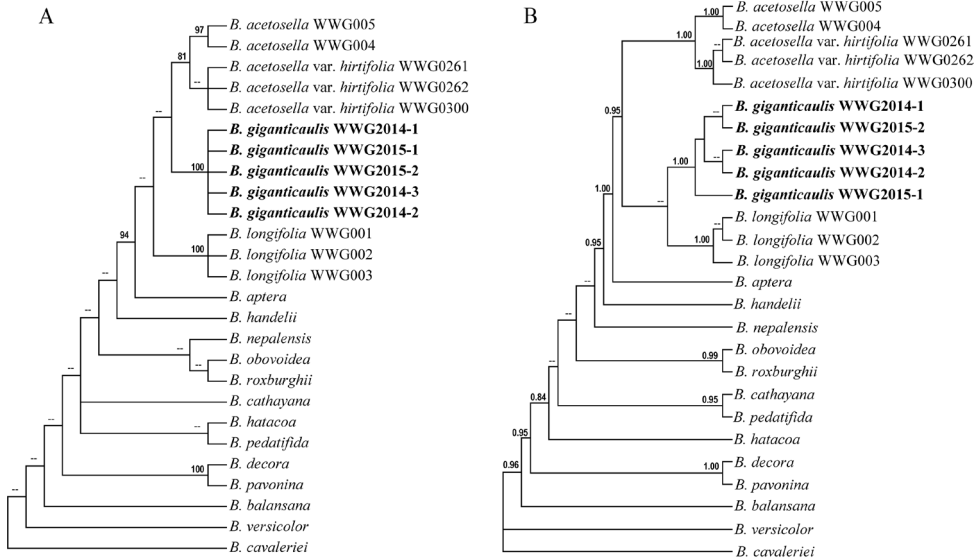 A
B. acetosella WWG005
97
B. acetosella WWG004
81
B. acetosella var. hirtifolia WWG0261
--
B. acetosella var. hirtifolia WWG0262
B. acetosella var. hirtifolia WWG0300
--
B. giganticaulis WWG2014-1
B. giganticaulis WWG2015-1
100
B. giganticaulis WWG2015-2
B. giganticaulis WWG2014-3
--
B. giganticaulis WWG2014-2
94
B. longifolia WWG001
100
B. longifolia WWG002
B. longifolia WWG003
--
B. aptera
--
B. handelii
B. nepalensis
--
B. obovoidea
--
B. roxburghii
--
B. cathayana
B. hatacoa
--
B. pedatifida
--
B. decora
100
B. pavonina
--
B. balansana
--
B. versicolor
B. cavaleriei
B
B. acetosella WWG005
1.00
B. acetosella WWG004
1.00
B. acetosella var. hirtifolia WWG0261
--
B. acetosella var. hirtifolia WWG0262
1.00
B. acetosella var. hirtifolia WWG0300
0.95
B. giganticaulis WWG2014-1
--
B. giganticaulis WWG2015-2
--
B. giganticaulis WWG2014-3
--
B. giganticaulis WWG2014-2
1.00
B. giganticaulis WWG2015-1
1.00
--
B. longifolia WWG001
--
B. longifolia WWG002
1.00
B. longifolia WWG003
0.95
B. aptera
--
B. handelii
--
B. nepalensis
B. obovoidea
0.99
B. roxburghii
--
B. cathayana
0.95
B. pedatifida
0.84
B. hatacoa
0.95
B. decora
1.00
B. pavonina
0.96
B. balansana
B. versicolor
B. cavaleriei